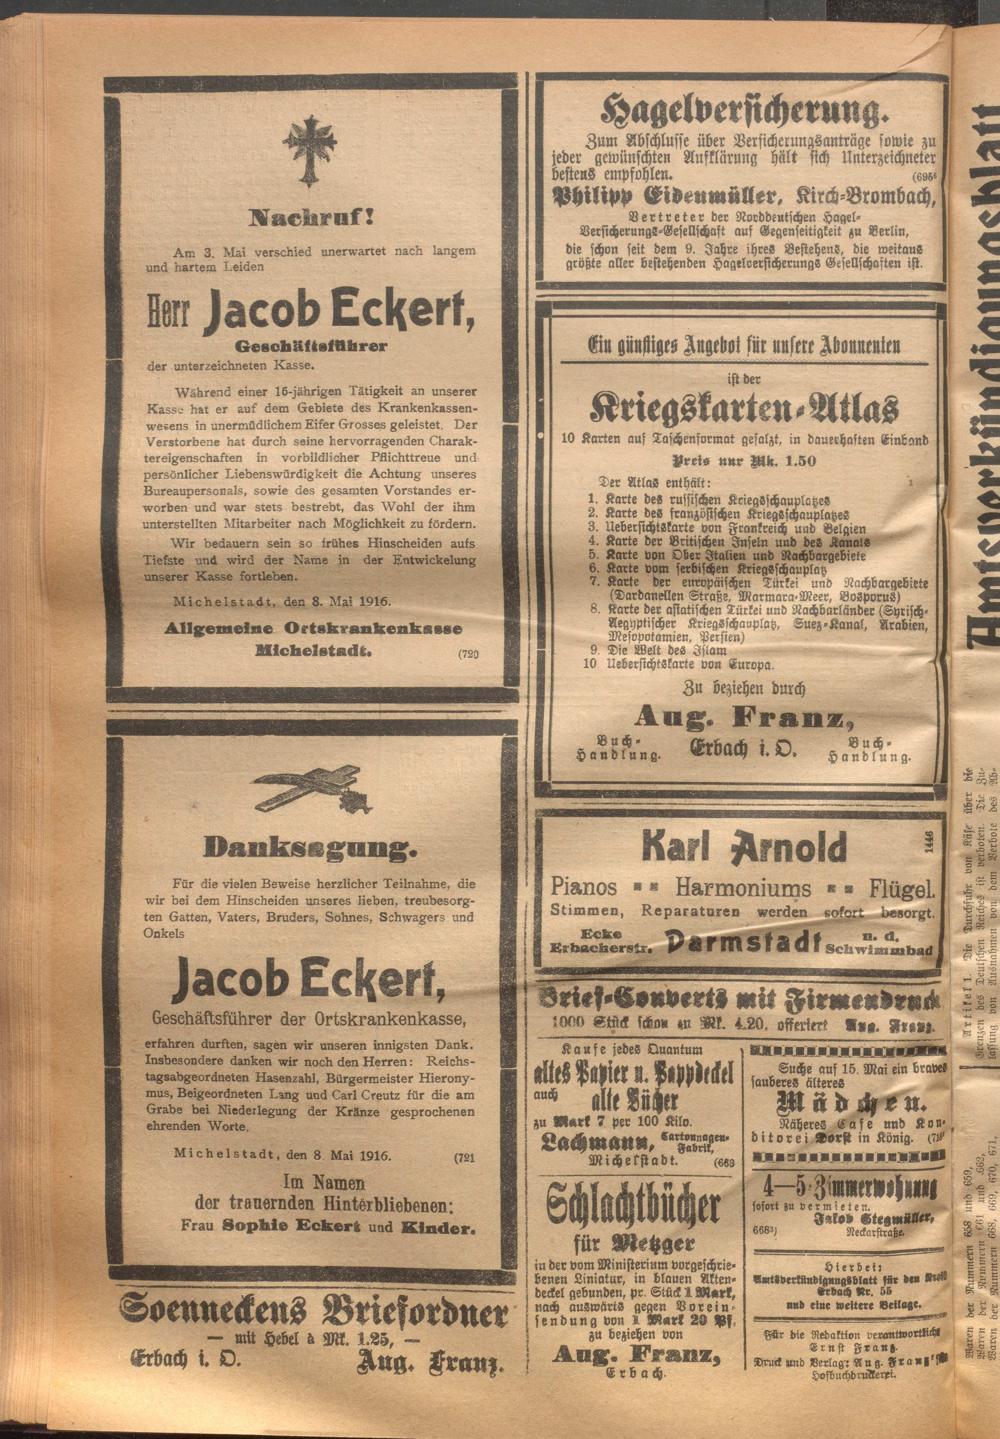 Nachruf!
Am 3. Mai verschied unerwartet nach langem
und hartem Leiden
Herr Jacob Eckert,
Geschäftsführer
der unterzeichneten Kasse.
Während einer 16-jährigen Tätigkeit an unserer
Kasse hat er auf dem Gebiete des Krankenkassen-
wesens in unermüdlichem Eifer Grosses geleistet. Der
Verstorbene hat durch seine hervorragenden Charak-
tereigenschaften in vorbildlicher Pflichttreue und
persönlicher Liebenswürdigkeit die Achtung unseres
Bureaupersonals, sowie des gesamten Vorstandes er-
worben und war stets bestrebt, das Wohl der ihm
unterstellten Mitarbeiter nach Möglichkeit zu fördern.
Wir bedauern sein so frühes Hinscheiden aufs
Tiefste und wird der Name in der Entwickelung
unserer Kasse fortleben.
Michelstadt, den 8. Mai 1916.
Allgemeine Ortskrankenkasse
Michelstadt. (720
Danksagung.
Für die vielen Beweise herzlicher Teilnahme, die
wir bei dem Hinscheiden unseres lieben, treubesorg-
ten Gatten, Vaters, Bruders, Sohnes, Schwagers und
Onkels
Jacob Eckert,
Geschäftsführer der Ortskrankenkasse,
erfahren durften, sagen wir unseren innigsten Dank.
Insbesondere danken wir noch den Herren: Reichs-
tagsabgeordneten Hasenzahl, Bürgermeister Hierony-
mus, Beigeordneten Lang und Carl Creutz für die am
Grabe bei Niederlegung der Kränze gesprochenen
ehrenden Worte.
Michelstadt, den 8. Mai 1916. (721
Im Namen
der trauernden Hinterbliebenen:
Frau Sophie Eckert und Kinder.
Soenneckens Briefordner
— mit Hebel à Mk. 1.25, —
Erbach i. O. Aug. Franz.
Hagelversicherung.
Zum Abschlusse über Versicherungsanträge sowie zu
jeder gewünschten Aufklärung hält sich Unterzeichneter
bestens empfohlen. (695
Philipp Eidenmüller, Kirch-Brombach,
Vertreter der Norddeutschen Hagel-
Versicherungs-Gesellschaft auf Gegenseitigkeit zu Berlin,
die schon seit dem 9. Jahre ihres Bestehens, die weitaus
größte aller bestehenden Hagelversicherungs Gesellschaften ist.
Ein günstiges Angebot für unsere Abonnenten
ist der
Kriegskarten-Atlas
10 Karten auf Taschenformat gefalzt, in dauerhaften Einband
Preis nur Mk. 1.50
Der Atlas enthält:
1. Karte des russischen Kriegsschauplatzes
2. Karte des französischen Kriegsschauplatzes
3. Uebersichtskarte von Frankreich und Belgien
4. Karte der Britischen Inseln und des Kanals
5. Karte von Ober Italien und Nachbargebiete
6. Karte vom serbischen Kriegsschauplatz
7. Karte der europäischen Türkei und Nachbargebiete
(Dardanellen Straße, Marmara-Meer, Bosporus)
8. Karte der asiatischen Türkei und Nachbarländer (Syrisch-
Aegyptischer Kriegsschauplatz, Suez-Kanal, Arabien,
Mesopotamien, Persien)
9. Die Welt des Islam
10 Uebersichtskarte von Europa.
Zu beziehen durch
Aug. Franz,
Buch-
Handlung. Erbach i. O. Buch-
Handlung.
Karl Arnold
1446
Pianos Harmoniums Flügel.
Stimmen, Reparaturen werden sofort besorgt.
Ecke
Erbacherstr. Darmstadt n. d.
Schwimmbad
Brief-Couverts mit Firmendruck
1000 Stück schon zu Mk. 4.20, offeriert Aug. Franz.
Kaufe jedes Quantum
altes Papier u. Pappdeckel
auch alte Bücher
zu Mark 7 per 100 Kilo.
Lachmann, Cartonnagen-
Fabrik,
Michelstadt. (663
Schlachtbücher
für Metzger
in der vom Ministerium vorgeschrie-
benen Liniatur, in blauen Akten-
deckel gebunden, pr. Stück 1 Mark,
nach auswärts gegen Vorein-
sendung von 1 Mark 20 Pf.
zu beziehen von
Aug. Franz,
Erbach.
Suche auf 15. Mai ein braves
sauberes älteres
Mädchen.
Näheres Cafe und Kon-
ditorei Dorst in König.
4—5-Zimmerwohnung
sofort zu vermieten.
Jakob Stegmüller,
668) Neckarstraße.
Hierbei:
Amtsverkündigungsblatt für den Kreis
Erbach Nr. 55
und eine weitere Beilage.
Für die Redaktion verantwortlich
Ernst Franz.
Druck und Verlag: Aug. Franz'sche
Hofbuchdruckerei.
Amtsverkündigungsblatt